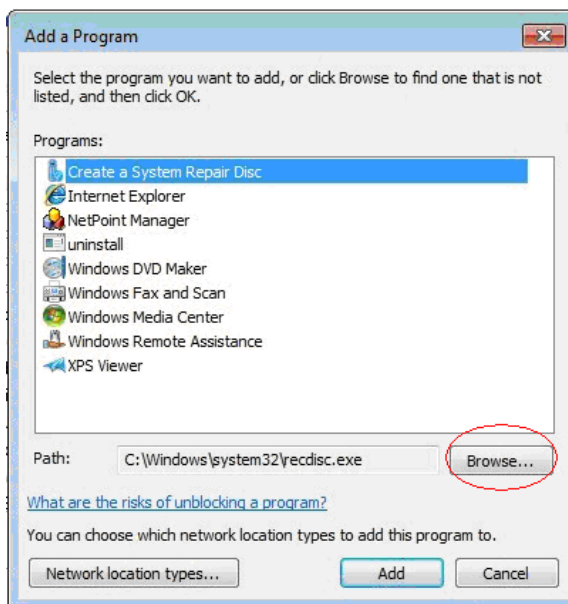 Add a Program
Select the program you want to add, or click Browse to find one that is not
listed, and then click OK.
Programs:
Create a System Repair Disc
Internet Explorer
NetPoint Manager
uninstall
Windows DVD Maker
Windows Fax and Scan
Windows Media Center
Windows Remote Assistance
XPS Viewer
Path: C:\Windows\system32\recdisc.exe Browse...
What are the risks of unblocking a program?
You can choose which network location types to add this program to.
Network location types... Add Cancel